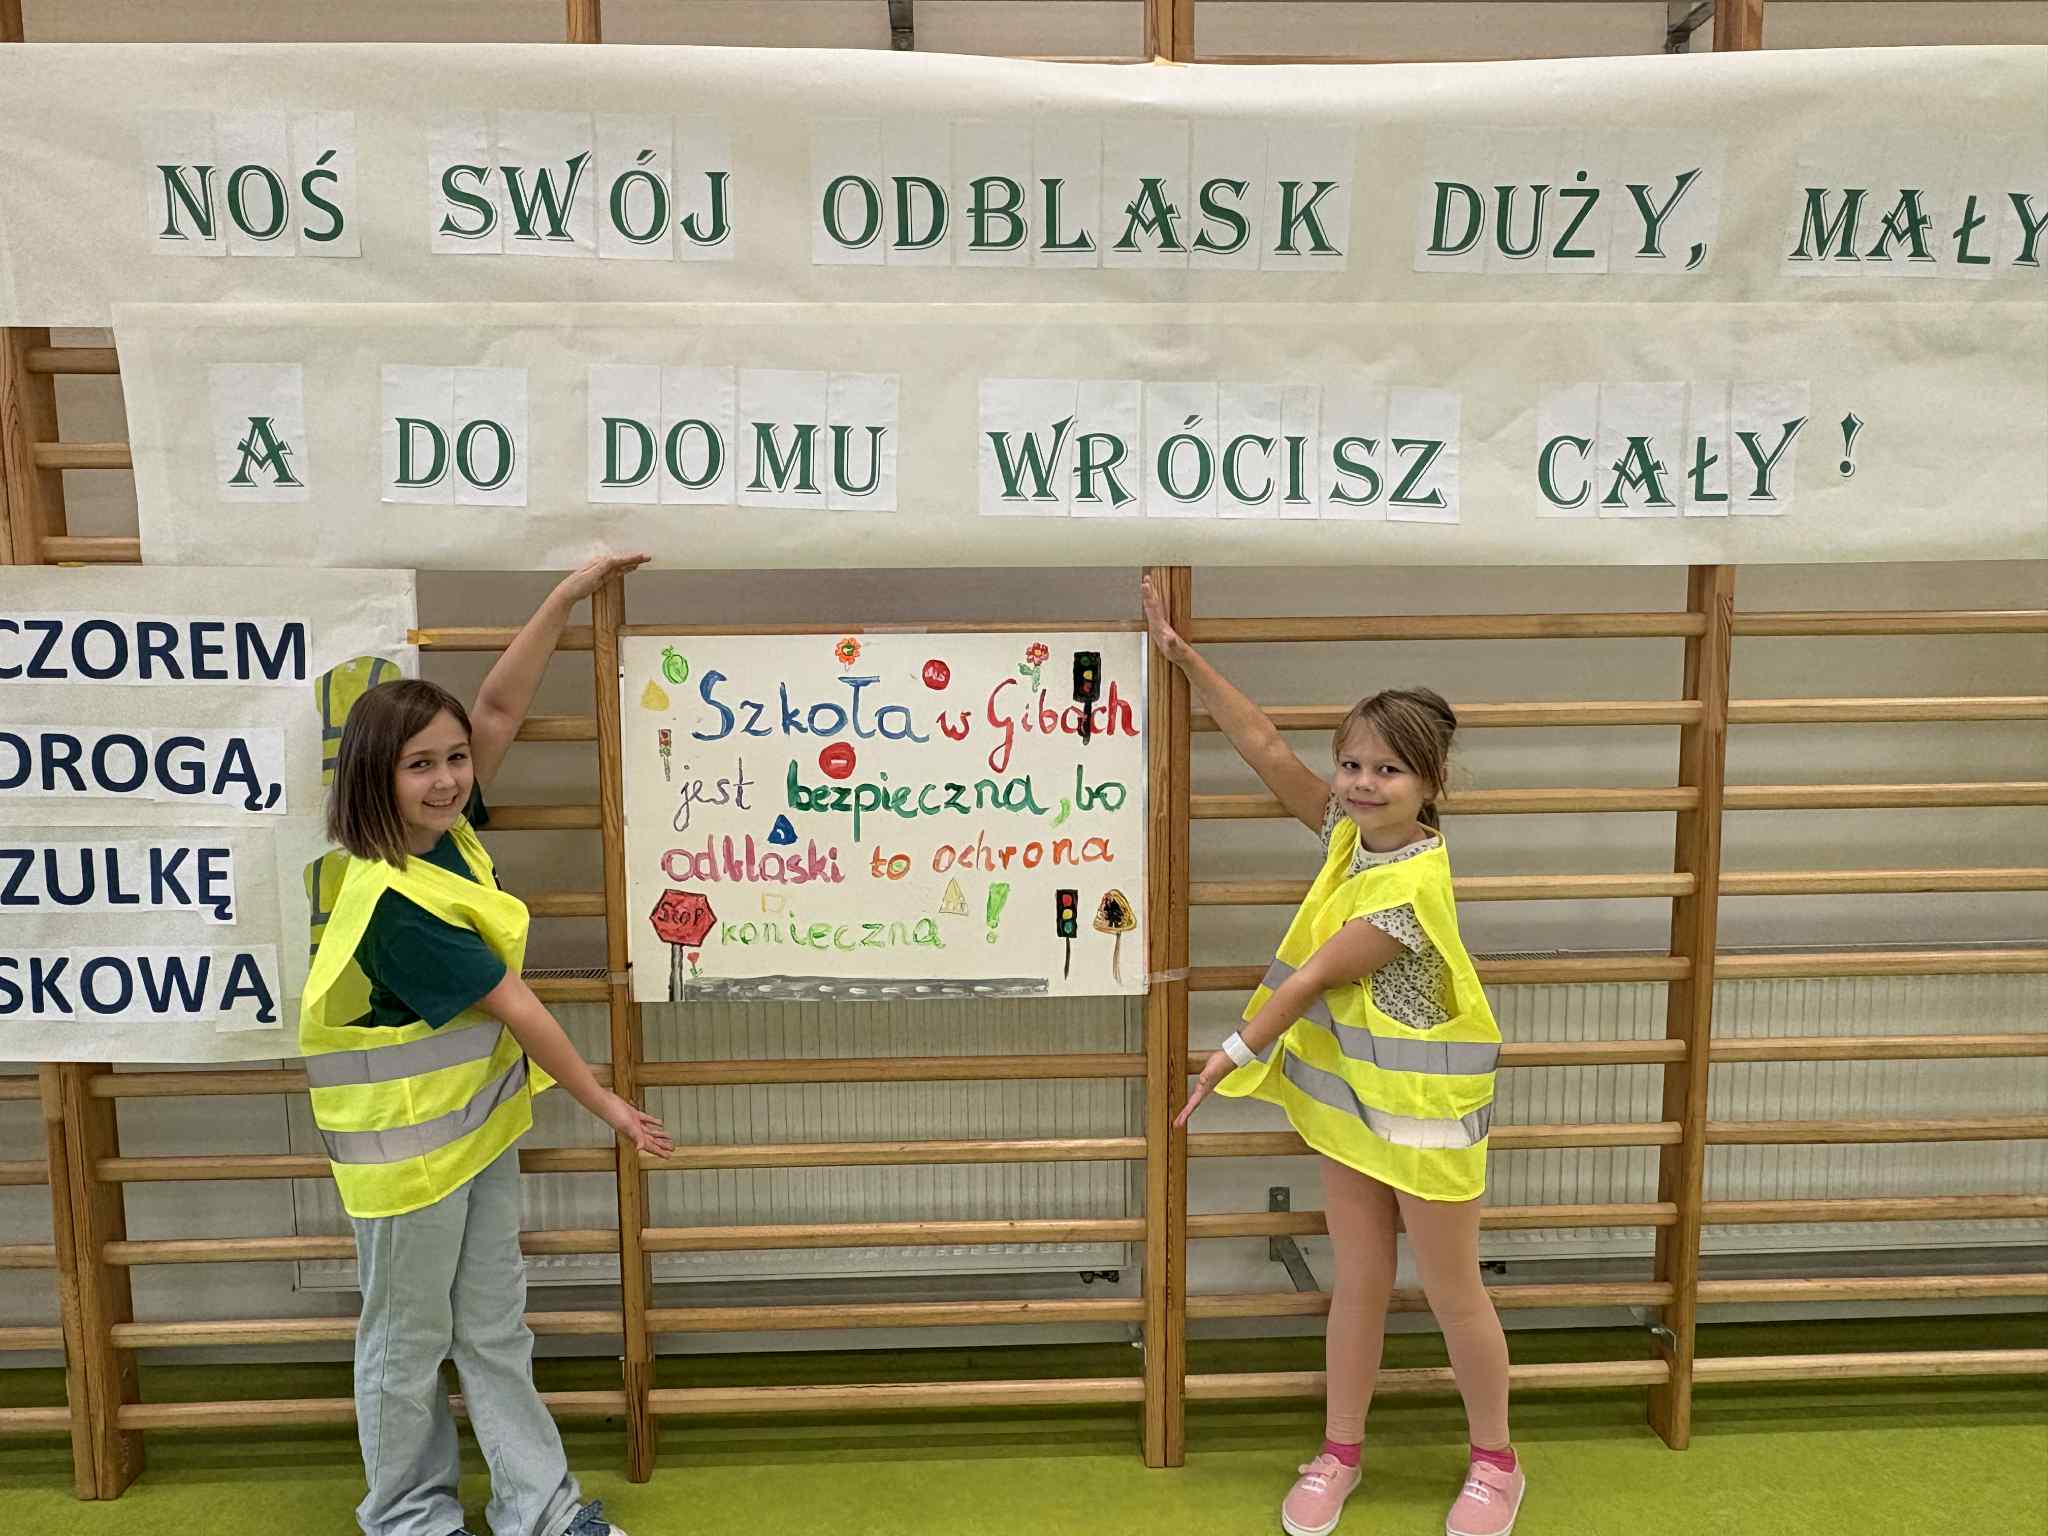 NOŚ SWÓJ ODBLASK DUŻY, MAŁY
A DO DOMU WRÓCISZ CAŁY!
CZOREM
DROGĄ,
ZULKĘ
SKOWĄ
Szkoła w Gibach
jest bezpieczna, bo
odblaski to ochrona
konieczna!
STOP